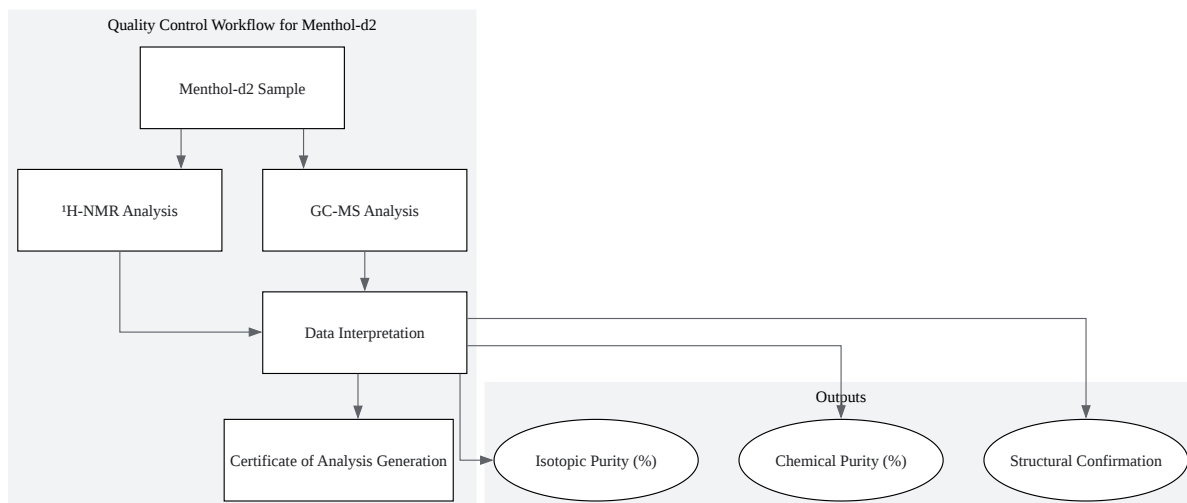 Quality Control Workflow for Menthol-d2
Menthol-d2 Sample
¹H-NMR Analysis
GC-MS Analysis
Data Interpretation
Outputs
Certificate of Analysis Generation
Isotopic Purity (%)
Chemical Purity (%)
Structural Confirmation